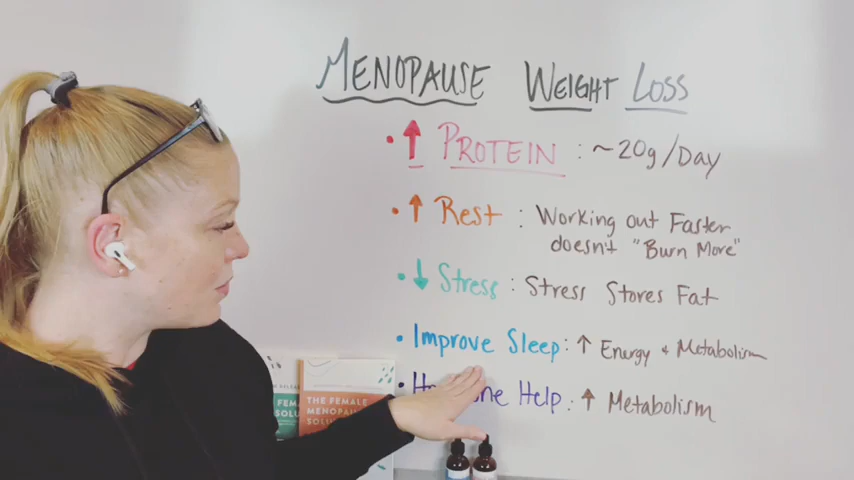 MENOPAUSE WEIGHT LOSS
• ↑ PROTEIN : ~20g/Day
• ↑ Rest : Working out Faster
doesn't "Burn More"
• ↓ Stress : Stress Stores Fat
• Improve Sleep : ↑ Energy + Metabolism
• Help : ↑ Metabolism
THE FEMALE
MENOPAUSE